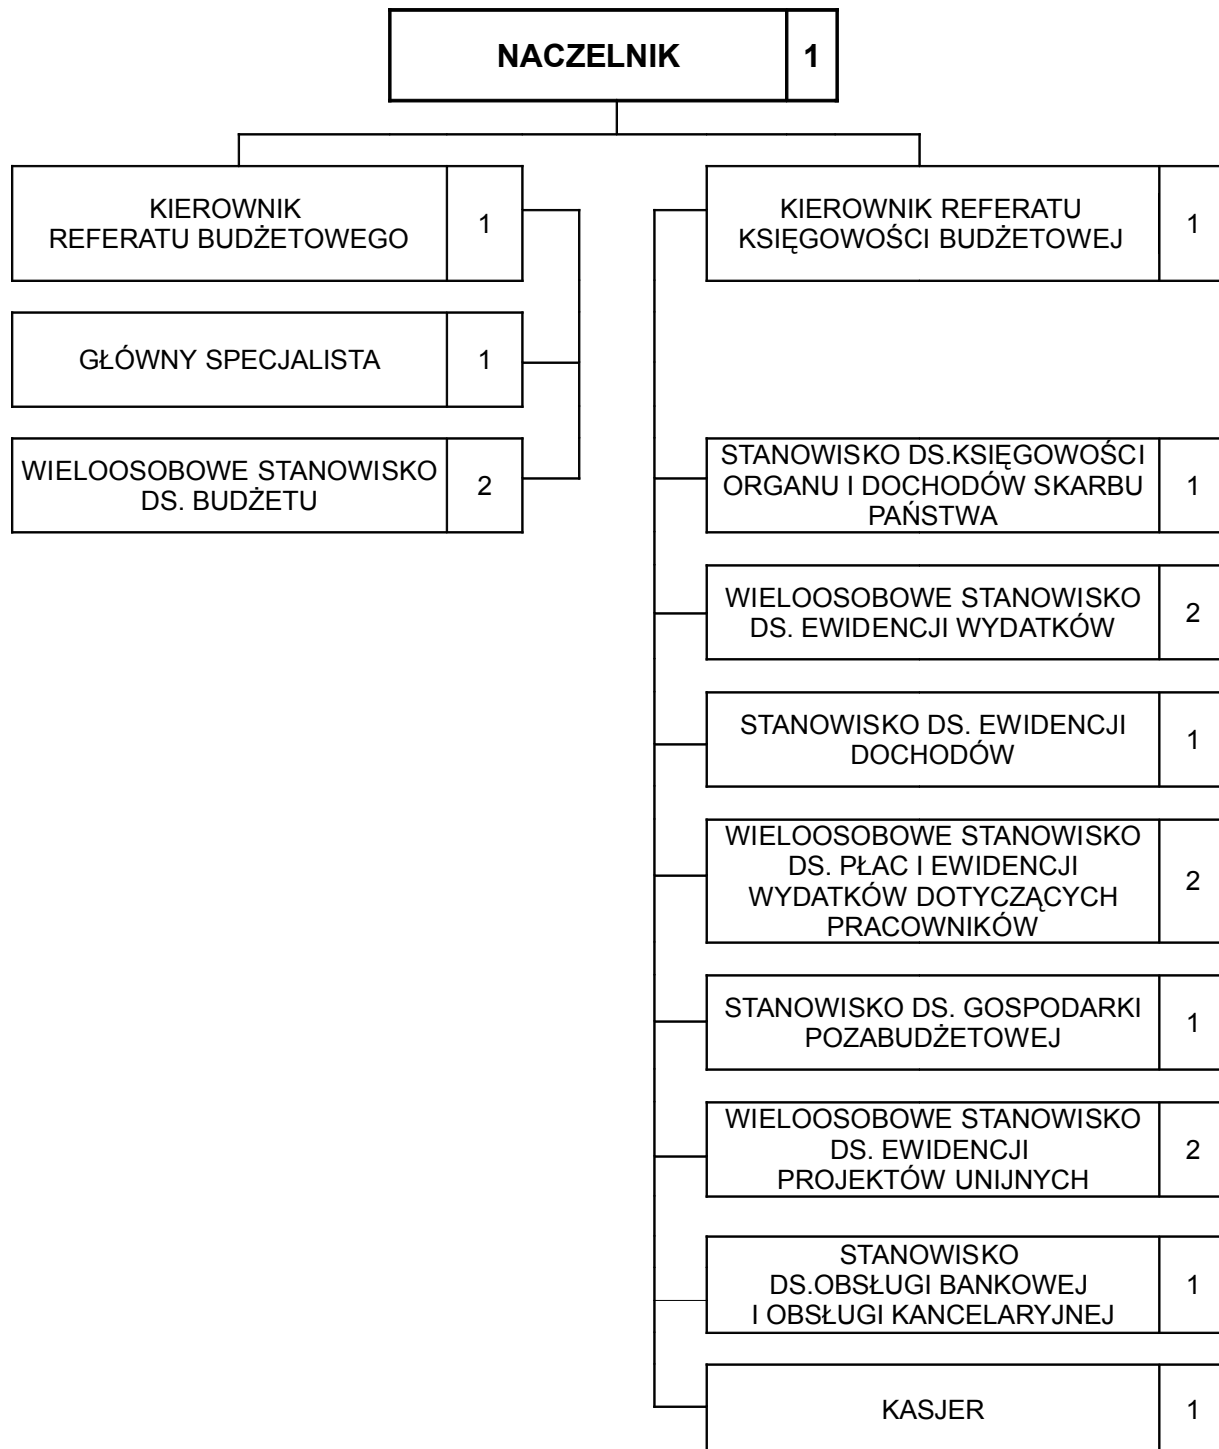 NACZELNIK 1
KIEROWNIK
REFERATU BUDŻETOWEGO 1
GŁÓWNY SPECJALISTA 1
WIELOOSOBOWE STANOWISKO
DS. BUDŻETU 2
KIEROWNIK REFERATU
KSIĘGOWOŚCI BUDŻETOWEJ 1
STANOWISKO DS.KSIĘGOWOŚCI
ORGANU I DOCHODÓW SKARBU
PAŃSTWA 1
WIELOOSOBOWE STANOWISKO
DS. EWIDENCJI WYDATKÓW 2
STANOWISKO DS. EWIDENCJI
DOCHODÓW 1
WIELOOSOBOWE STANOWISKO
DS. PŁAC I EWIDENCJI
WYDATKÓW DOTYCZĄCYCH
PRACOWNIKÓW 2
STANOWISKO DS. GOSPODARKI
POZABUDŻETOWEJ 1
WIELOOSOBOWE STANOWISKO
DS. EWIDENCJI
PROJEKTÓW UNIJNYCH 2
STANOWISKO
DS.OBSŁUGI BANKOWEJ
I OBSŁUGI KANCELARYJNEJ 1
KASJER 1